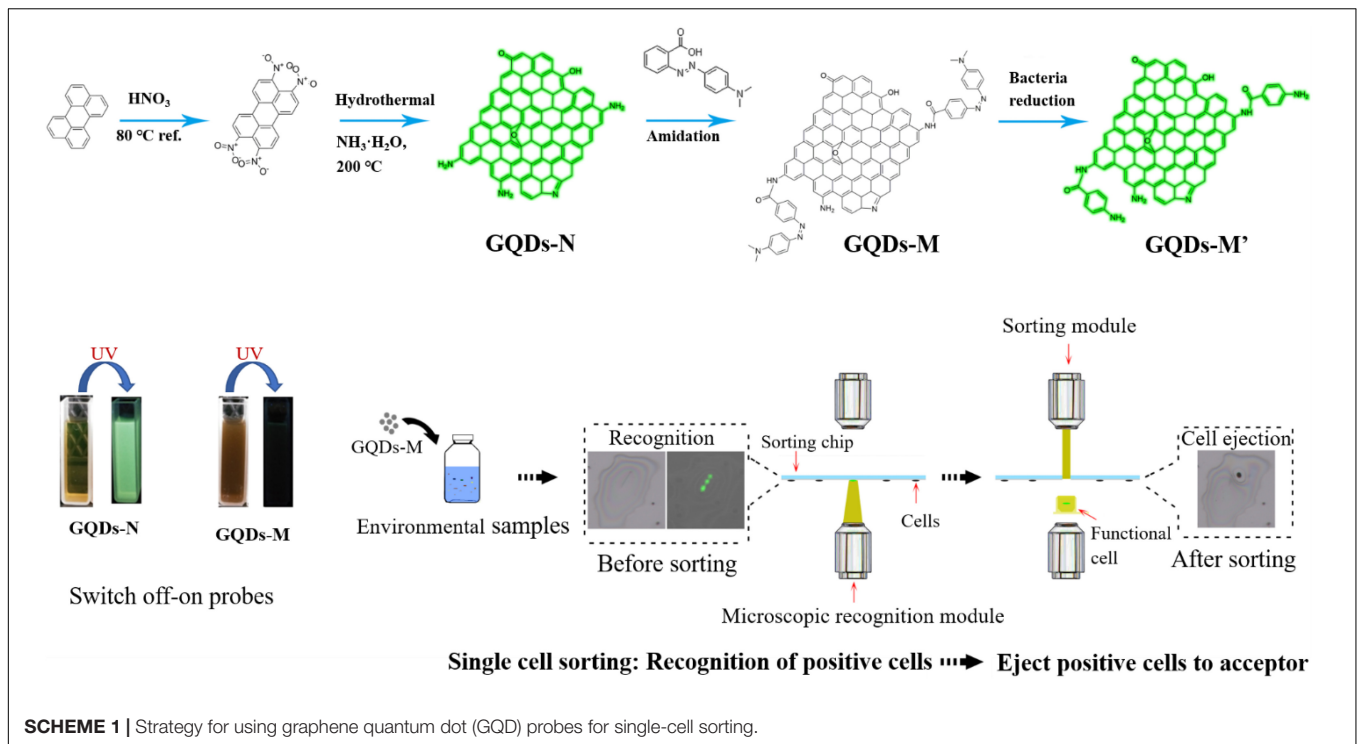 HNO₃
80 °C ref.
Hydrothermal
NH₃·H₂O,
200 °C
GQDs-N
Amidation
GQDs-M
Bacteria
reduction
GQDs-M’
UV
UV
GQDs-N
GQDs-M
Switch off-on probes
GQDs-M
Environmental samples
Recognition
Before sorting
Sorting chip
Cells
Microscopic recognition module
Sorting module
Functional
cell
Cell ejection
After sorting
Single cell sorting: Recognition of positive cells
Eject positive cells to acceptor
SCHEME 1 | Strategy for using graphene quantum dot (GQD) probes for single-cell sorting.